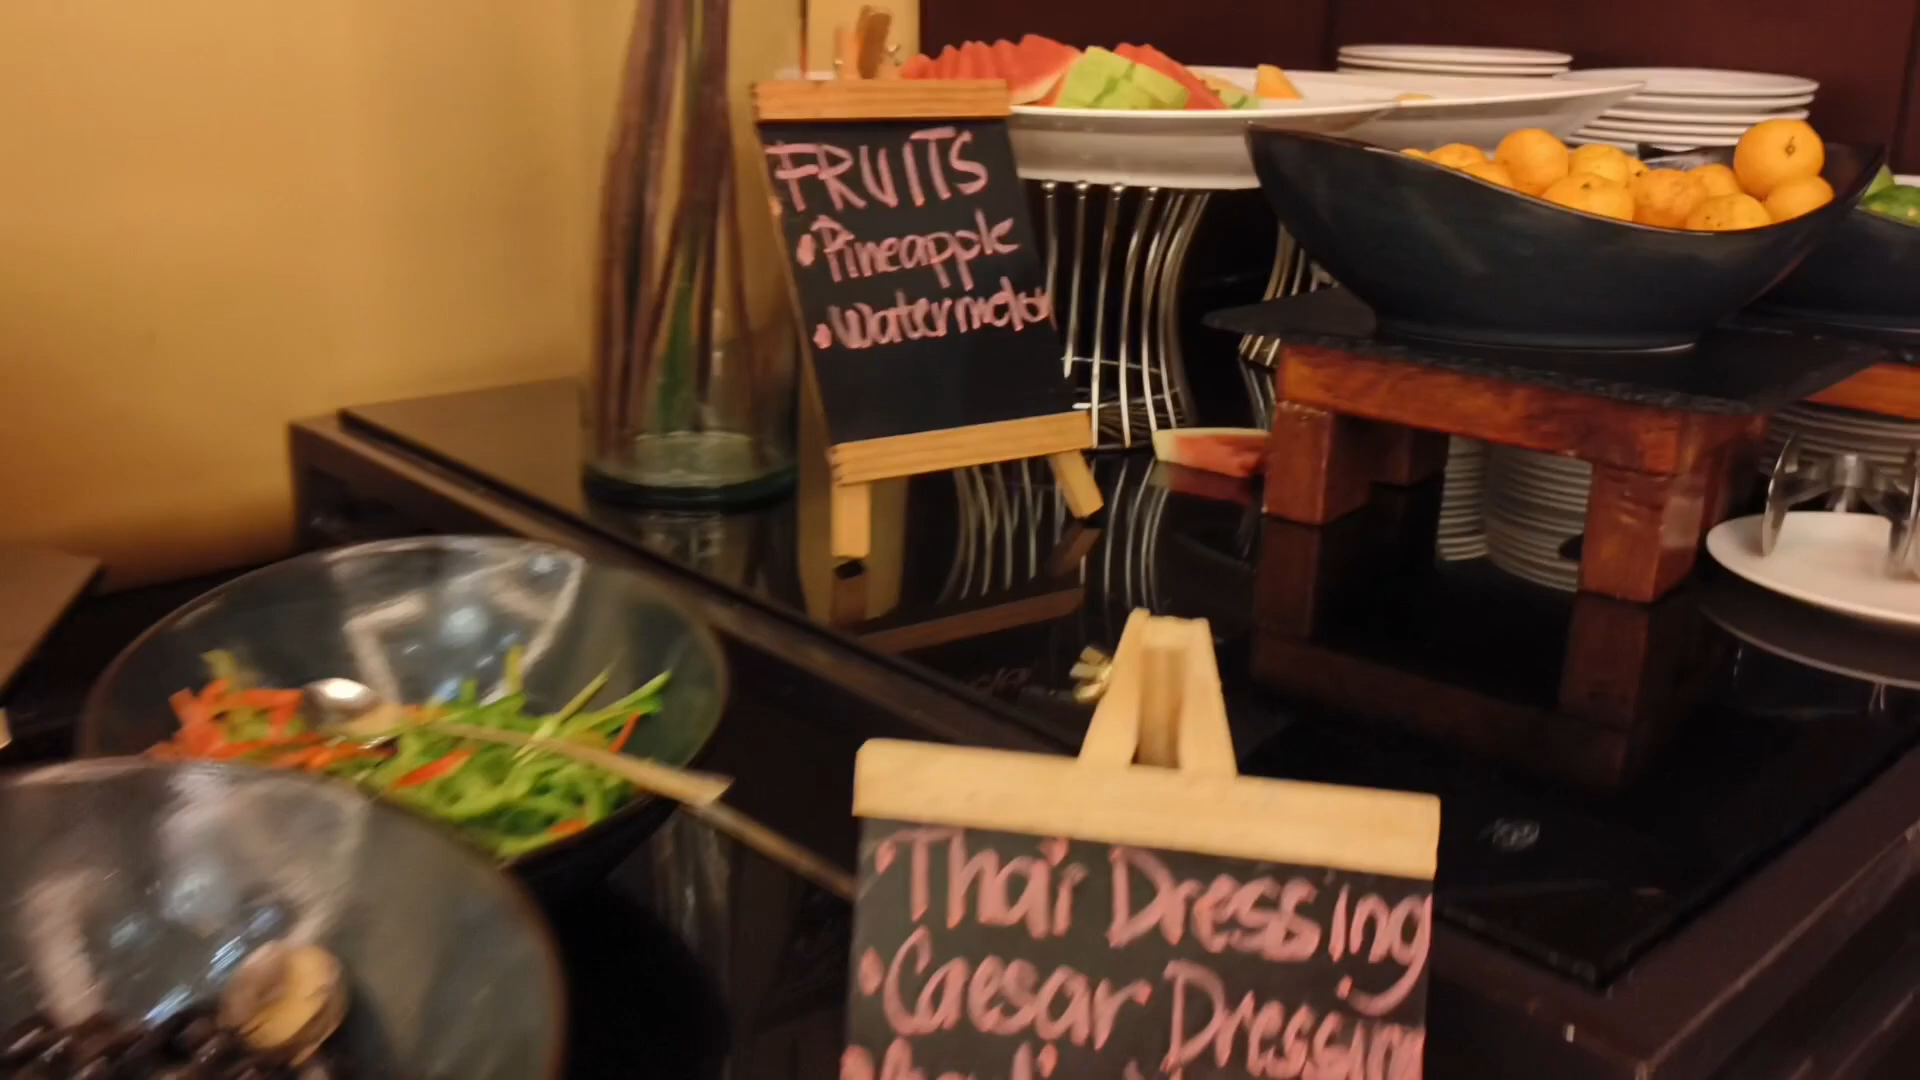 FRUITS
• Pineapple
• Watermelon
• Thai Dressing
• Caesar Dressing